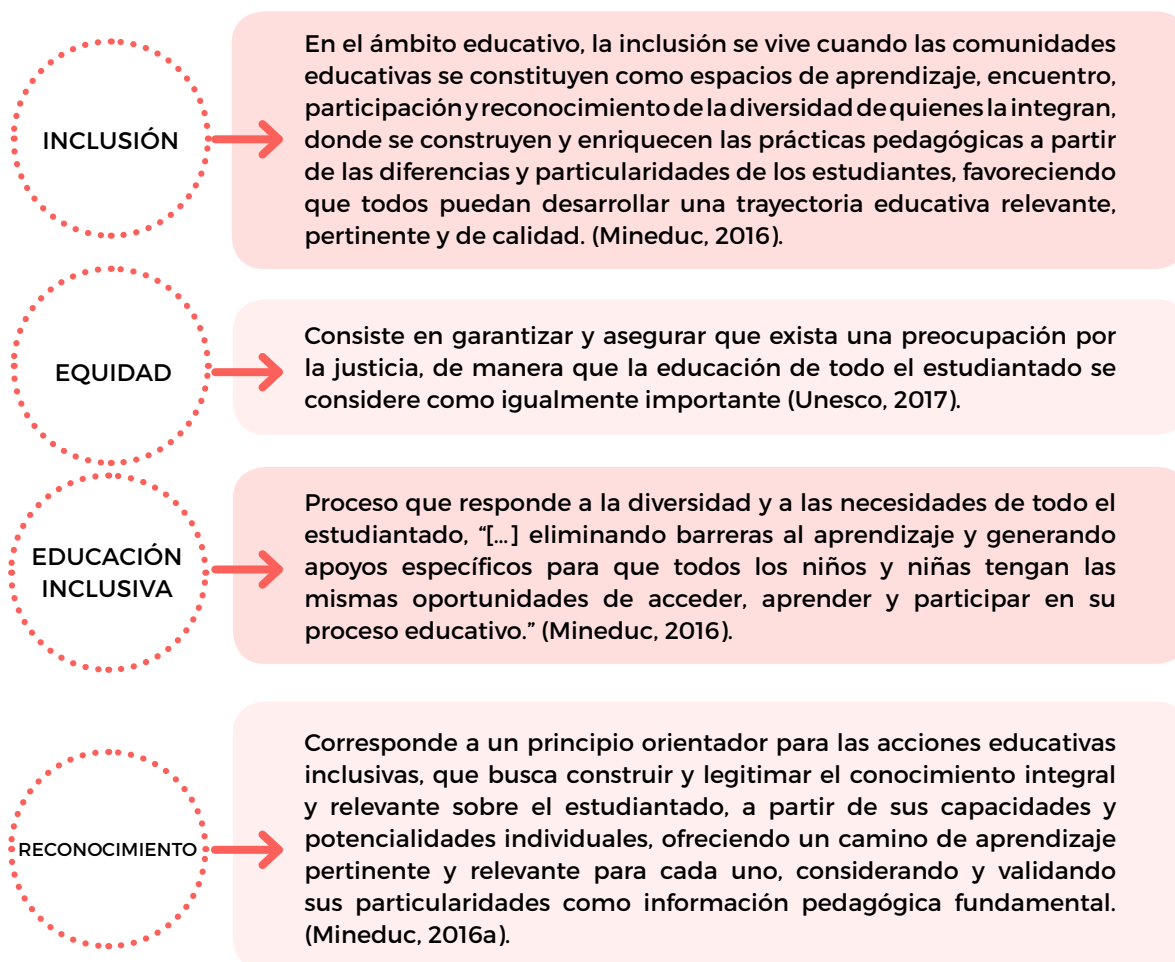 INCLUSIÓN
En el ámbito educativo, la inclusión se vive cuando las comunidades
educativas se constituyen como espacios de aprendizaje, encuentro,
participación y reconocimiento de la diversidad de quienes la integran,
donde se construyen y enriquecen las prácticas pedagógicas a partir
de las diferencias y particularidades de los estudiantes, favoreciendo
que todos puedan desarrollar una trayectoria educativa relevante,
pertinente y de calidad. (Mineduc, 2016).
EQUIDAD
Consiste en garantizar y asegurar que exista una preocupación por
la justicia, de manera que la educación de todo el estudiantado se
considere como igualmente importante (Unesco, 2017).
EDUCACIÓN
INCLUSIVA
Proceso que responde a la diversidad y a las necesidades de todo el
estudiantado, “[...] eliminando barreras al aprendizaje y generando
apoyos específicos para que todos los niños y niñas tengan las
mismas oportunidades de acceder, aprender y participar en su
proceso educativo.” (Mineduc, 2016).
RECONOCIMIENTO
Corresponde a un principio orientador para las acciones educativas
inclusivas, que busca construir y legitimar el conocimiento integral
y relevante sobre el estudiantado, a partir de sus capacidades y
potencialidades individuales, ofreciendo un camino de aprendizaje
pertinente y relevante para cada uno, considerando y validando
sus particularidades como información pedagógica fundamental.
(Mineduc, 2016a).